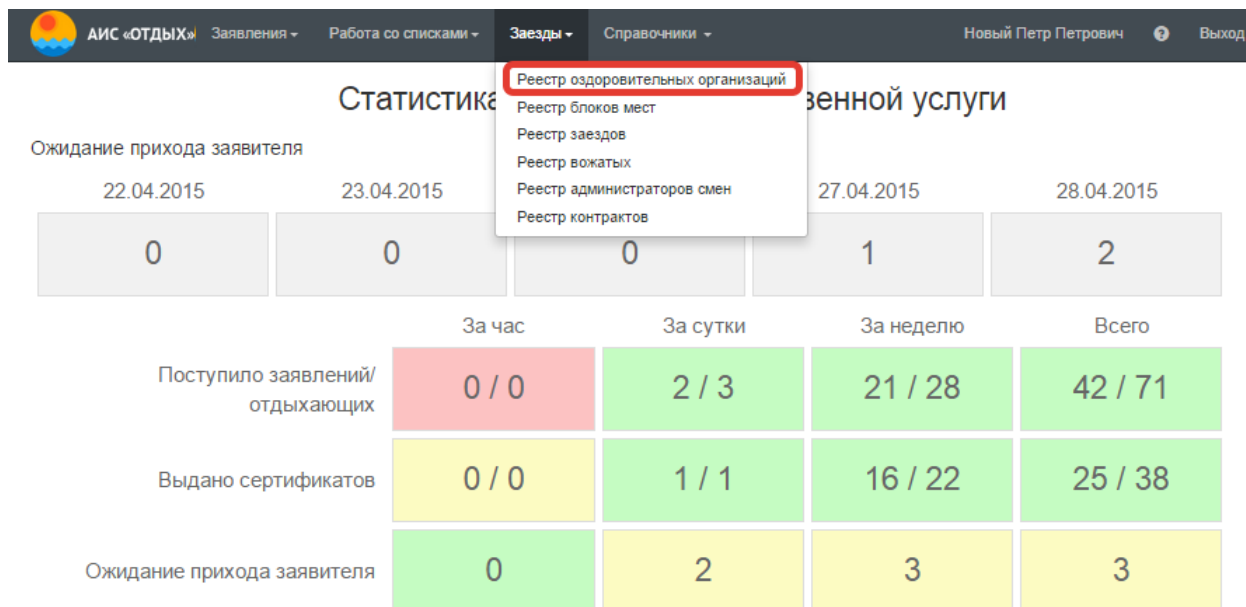 АИС «ОТДЫХ» Заявления Работа со списками Заезды Справочники Новый Петр Петрович ? Выход
Реестр оздоровительных организаций
Реестр блоков мест
Реестр заездов
Реестр вожатых
Реестр администраторов смен
Реестр контрактов
Статистика венной услуги
Ожидание прихода заявителя
22.04.2015 23.04.2015 27.04.2015 28.04.2015
0 0 0 1 2
За час За сутки За неделю Всего
Поступило заявлений/
отдыхающих
0 / 0 2 / 3 21 / 28 42 / 71
Выдано сертификатов 0 / 0 1 / 1 16 / 22 25 / 38
Ожидание прихода заявителя 0 2 3 3